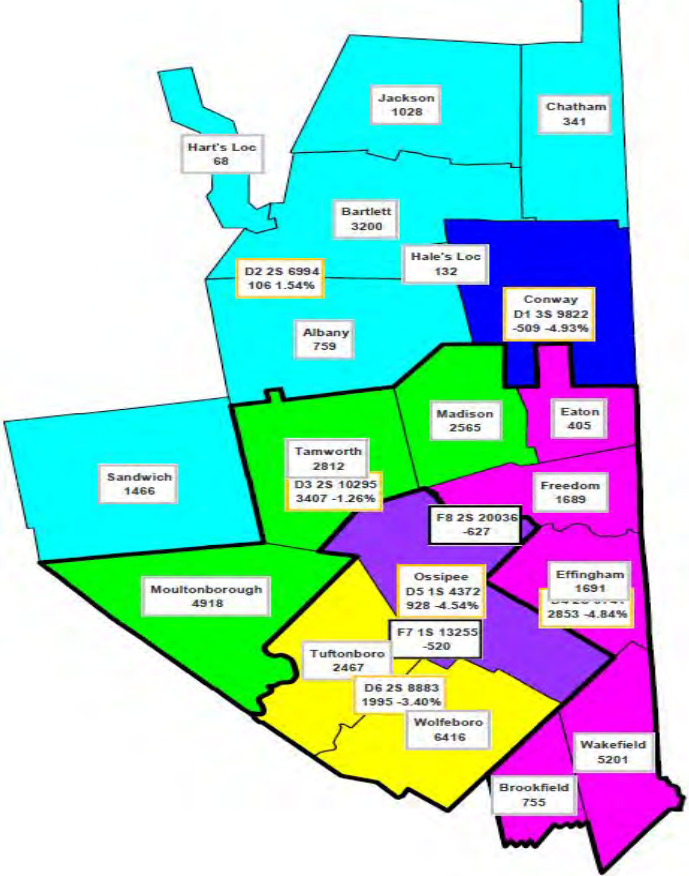 Jackson
1028
Chatham
341
Hart's Loc
68
Bartlett
3200
Hale's Loc
132
D2 2S 6994
106 1.54%
Conway
D1 3S 9822
-509 -4.93%
Albany
759
Madison
2565
Eaton
405
Tamworth
2812
D3 2S 10295
3407 -1.26%
Sandwich
1466
Freedom
1689
F8 2S 20036
-627
Effingham
1691
2853 -4.84%
Ossipee
D5 1S 4372
928 -4.54%
Moultonborough
4918
F7 1S 13255
-520
Tuftonboro
2467
D6 2S 8883
1995 -3.40%
Wolfeboro
6416
Wakefield
5201
Brookfield
755